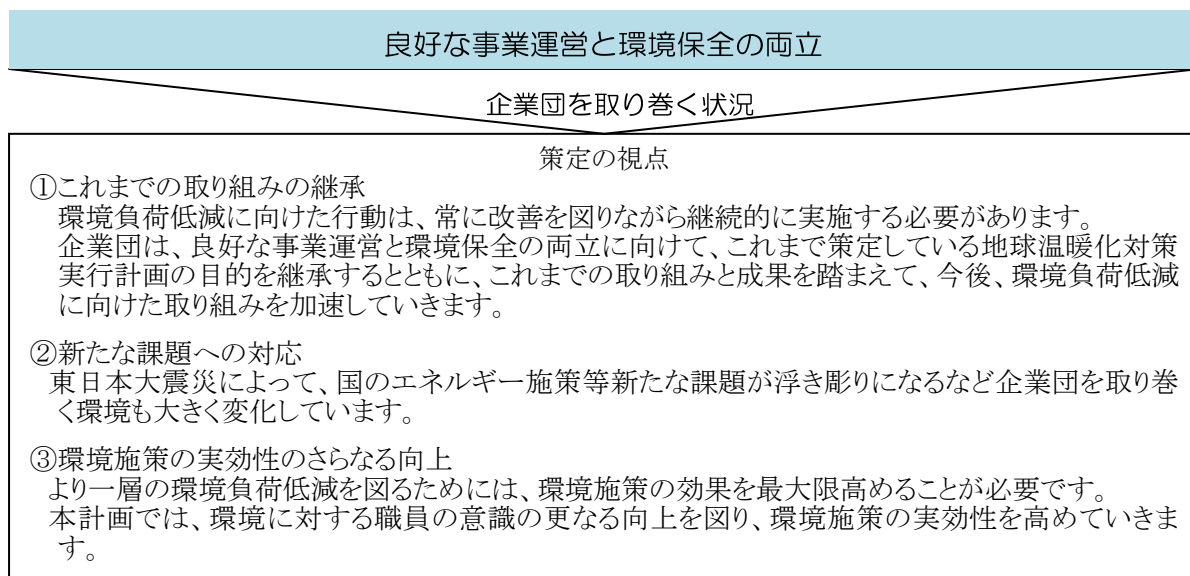 良好な事業運営と環境保全の両立
企業団を取り巻く状況
策定の視点
①これまでの取り組みの継承
環境負荷低減に向けた行動は、常に改善を図りながら継続的に実施する必要があります。
企業団は、良好な事業運営と環境保全の両立に向けて、これまで策定している地球温暖化対策
実行計画の目的を継承するとともに、これまでの取り組みと成果を踏まえて、今後、環境負荷低減
に向けた取り組みを加速していきます。
②新たな課題への対応
東日本大震災によって、国のエネルギー施策等新たな課題が浮き彫りになるなど企業団を取り巻
く環境も大きく変化しています。
③環境施策の実効性のさらなる向上
より一層の環境負荷低減を図るためには、環境施策の効果を最大限高めることが必要です。
本計画では、環境に対する職員の意識の更なる向上を図り、環境施策の実効性を高めていきま
す。